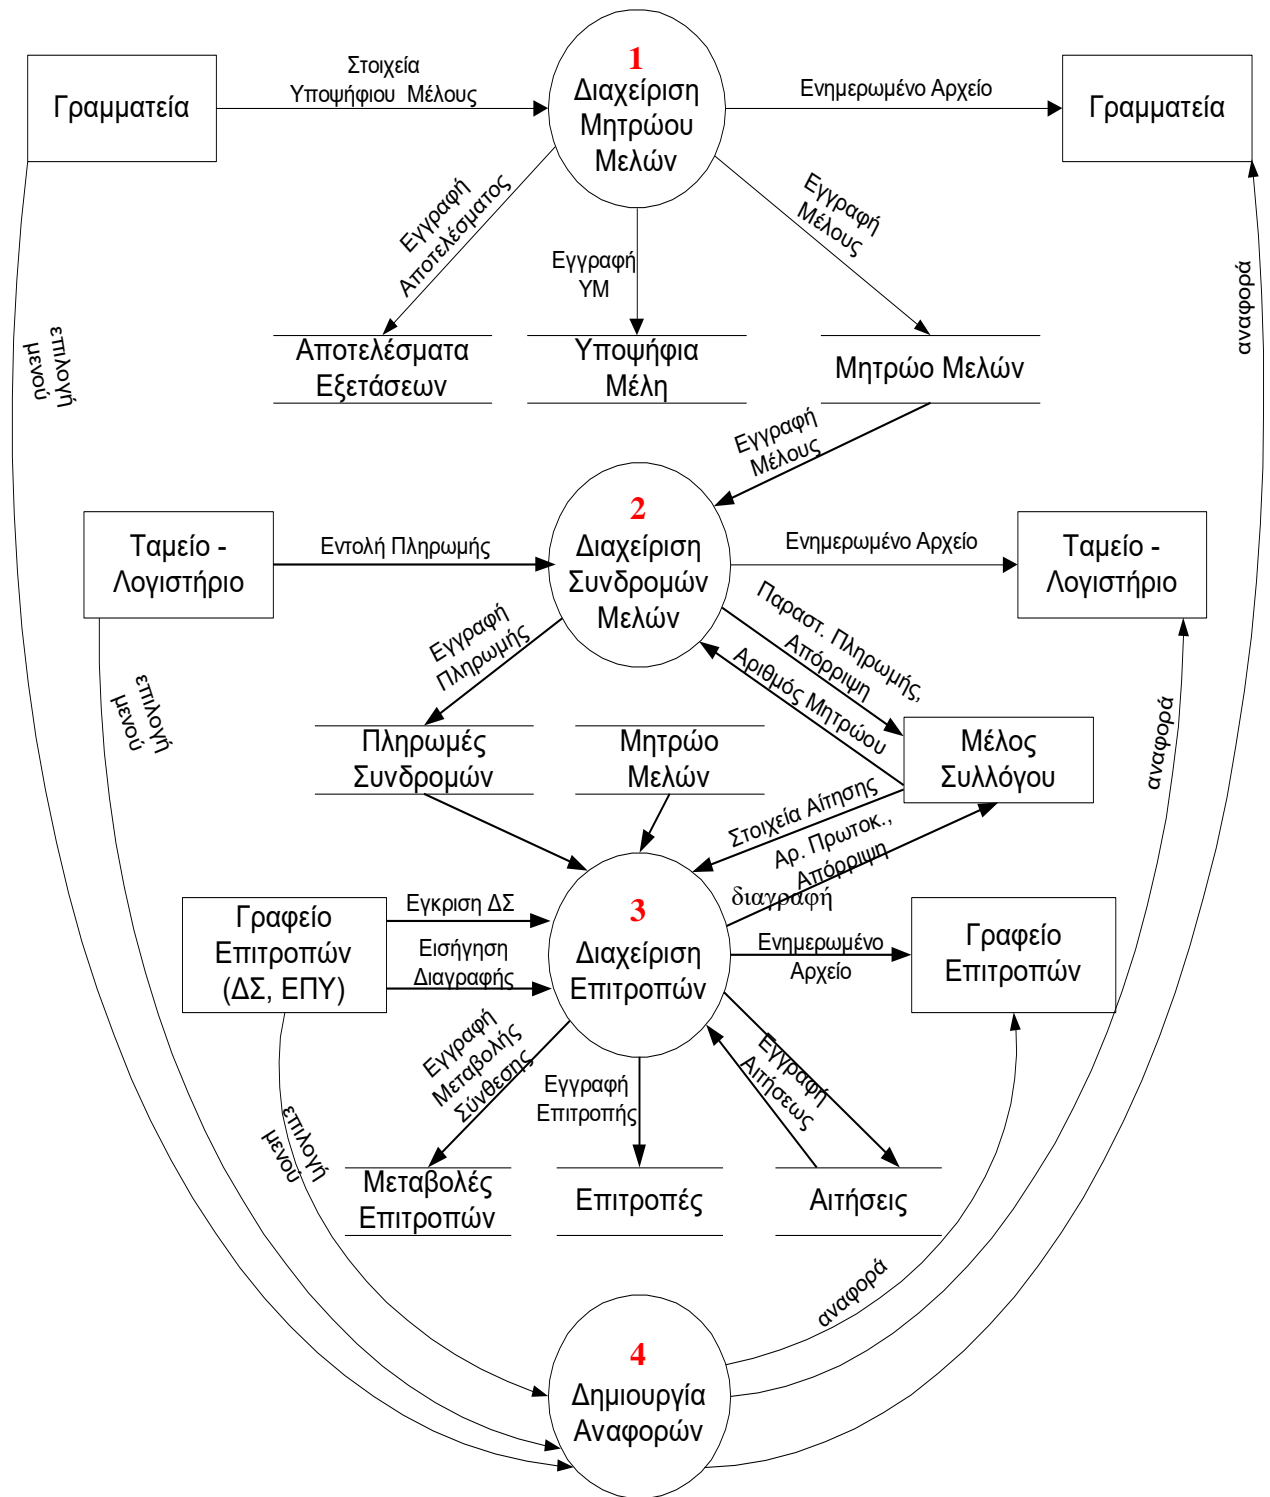 1
Διαχείριση
Μητρώου
Μελών
Γραμματεία
Στοιχεία
Υποψήφιου Μέλους
Ενημερωμένο Αρχείο
Γραμματεία
Εγγραφή
Αποτελέσματος
Εγγραφή
ΥΜ
Εγγραφή
Μέλους
επιλογή
μενού
αναφορά
Αποτελέσματα
Εξετάσεων
Υποψήφια
Μέλη
Μητρώο Μελών
Εγγραφή
Μέλους
2
Διαχείριση
Συνδρομών
Μελών
Ταμείο -
Λογιστήριο
Εντολή Πληρωμής
Ενημερωμένο Αρχείο
Ταμείο -
Λογιστήριο
Εγγραφή
Πληρωμής
Παραστ. Πληρωμής,
Απόρριψη
Αριθμός Μητρώου
επιλογή
μενού
αναφορά
Πληρωμές
Συνδρομών
Μητρώο
Μελών
Μέλος
Συλλόγου
Στοιχεία Αίτησης
Αρ. Πρωτοκ.,
Απόρριψη
διαγραφή
3
Διαχείριση
Επιτροπών
Γραφείο
Επιτροπών
(ΔΣ, ΕΠΥ)
Εγκριση ΔΣ
Εισήγηση
Διαγραφής
Ενημερωμένο
Αρχείο
Γραφείο
Επιτροπών
Εγγραφή
Μεταβολής
Σύνθεσης
Εγγραφή
Επιτροπής
Εγγραφή
Αιτήσεως
επιλογή
μενού
Μεταβολές
Επιτροπών
Επιτροπές
Αιτήσεις
αναφορά
4
Δημιουργία
Αναφορών